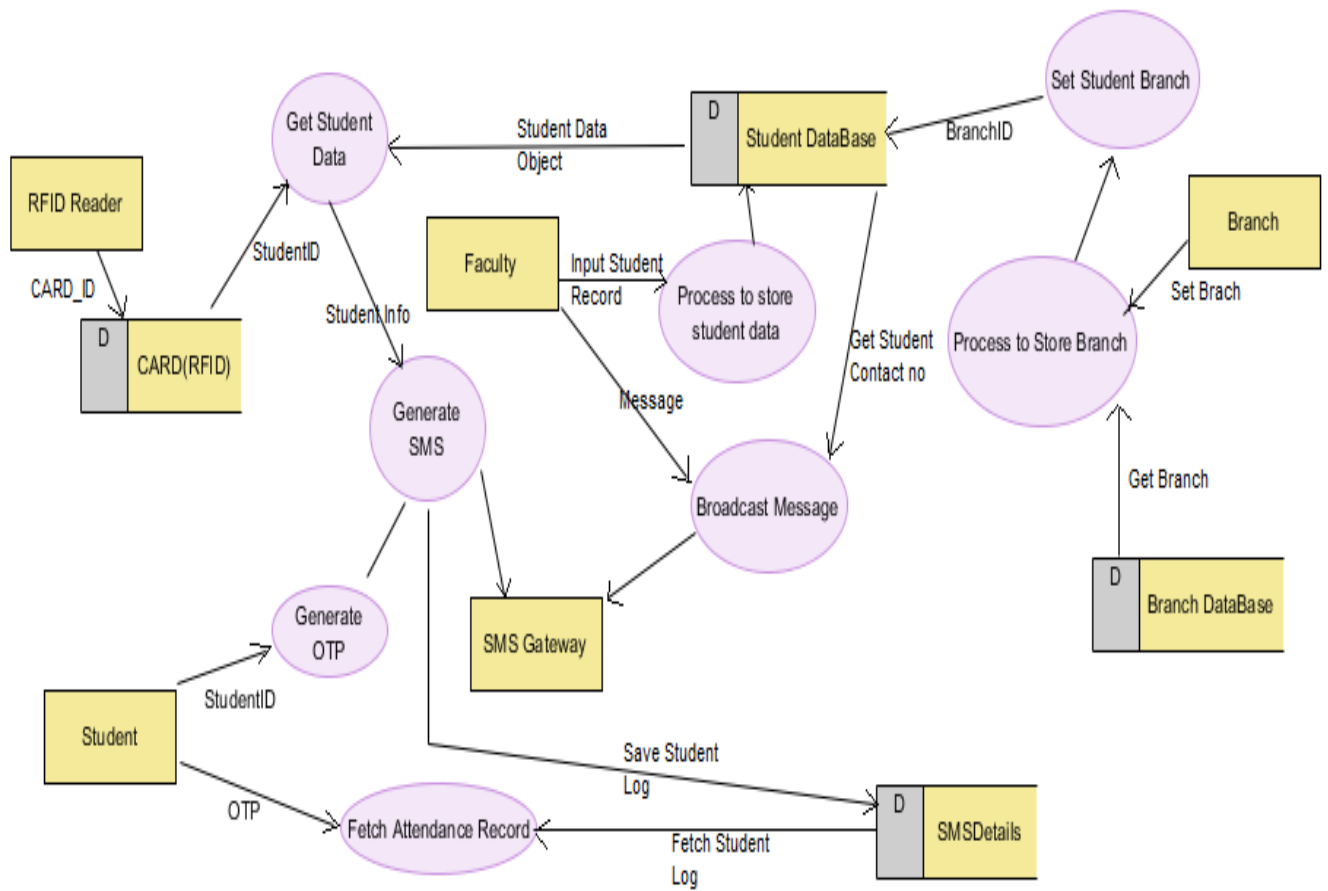 Set Student Branch
D
Student DataBase
BranchID
Get Student
Data
Student Data
Object
RFID Reader
Branch
StudentID
CARD_ID
Faculty
Input Student
Record
Process to store
student data
Set Brach
Student Info
D
CARD(RFID)
Get Student
Contact no
Process to Store Branch
Message
Generate
SMS
Broadcast Message
Get Branch
D
Branch DataBase
Generate
OTP
SMS Gateway
StudentID
Student
Save Student
Log
OTP
Fetch Attendance Record
Fetch Student
Log
D
SMSDetails